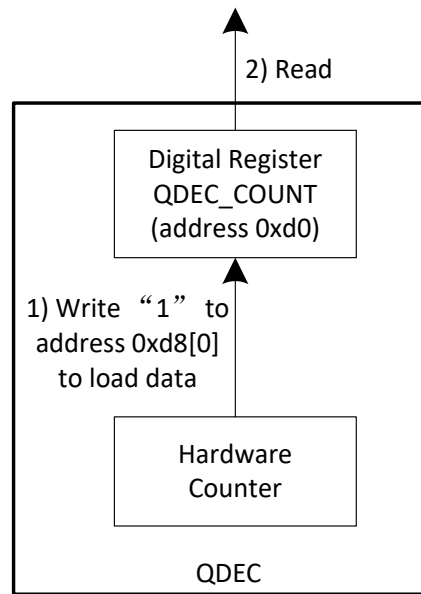 2) Read
Digital Register
QDEC_COUNT
(address 0xd0)
1) Write “1” to
address 0xd8[0]
to load data
Hardware
Counter
QDEC